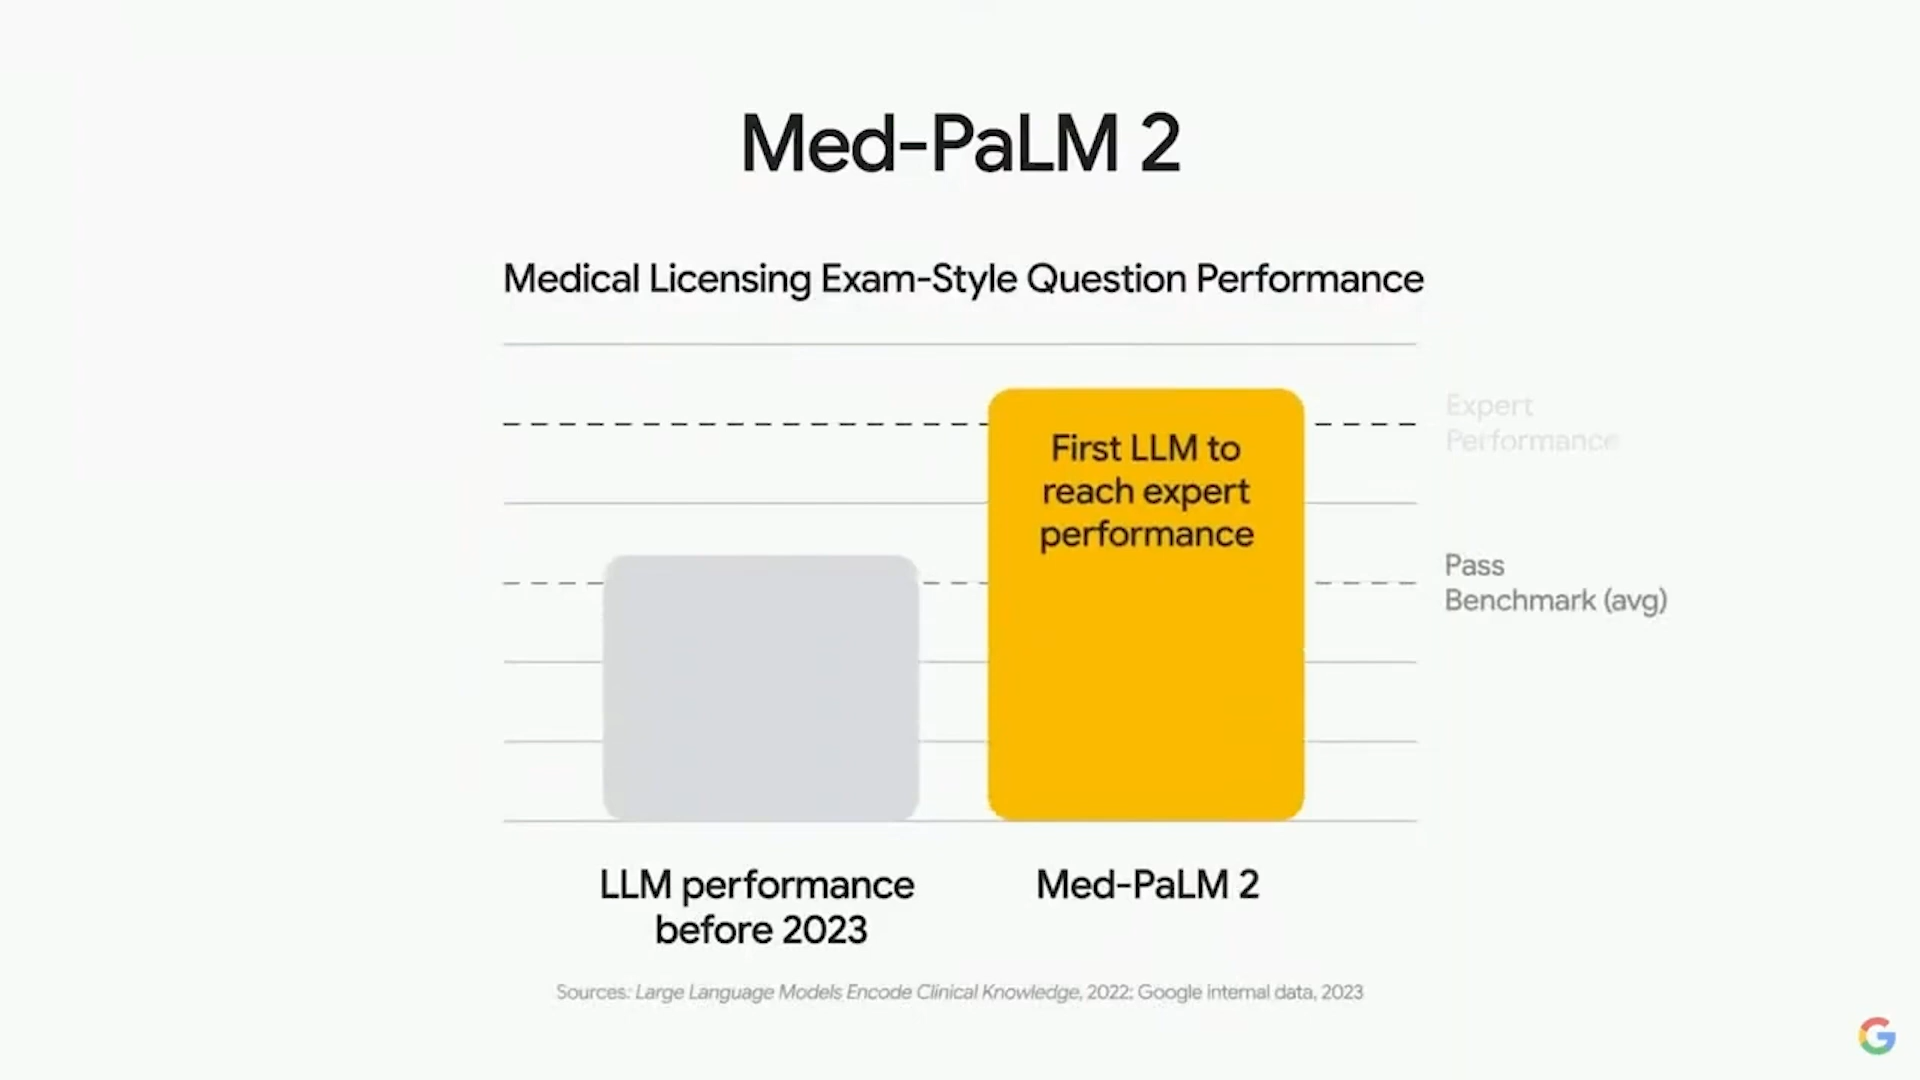 Med-PaLM 2
Medical Licensing Exam-Style Question Performance
Expert
Performance
First LLM to
reach expert
performance
Pass
Benchmark (avg)
LLM performance
before 2023
Med-PaLM 2
Sources: Large Language Models Encode Clinical Knowledge, 2022; Google internal data, 2023